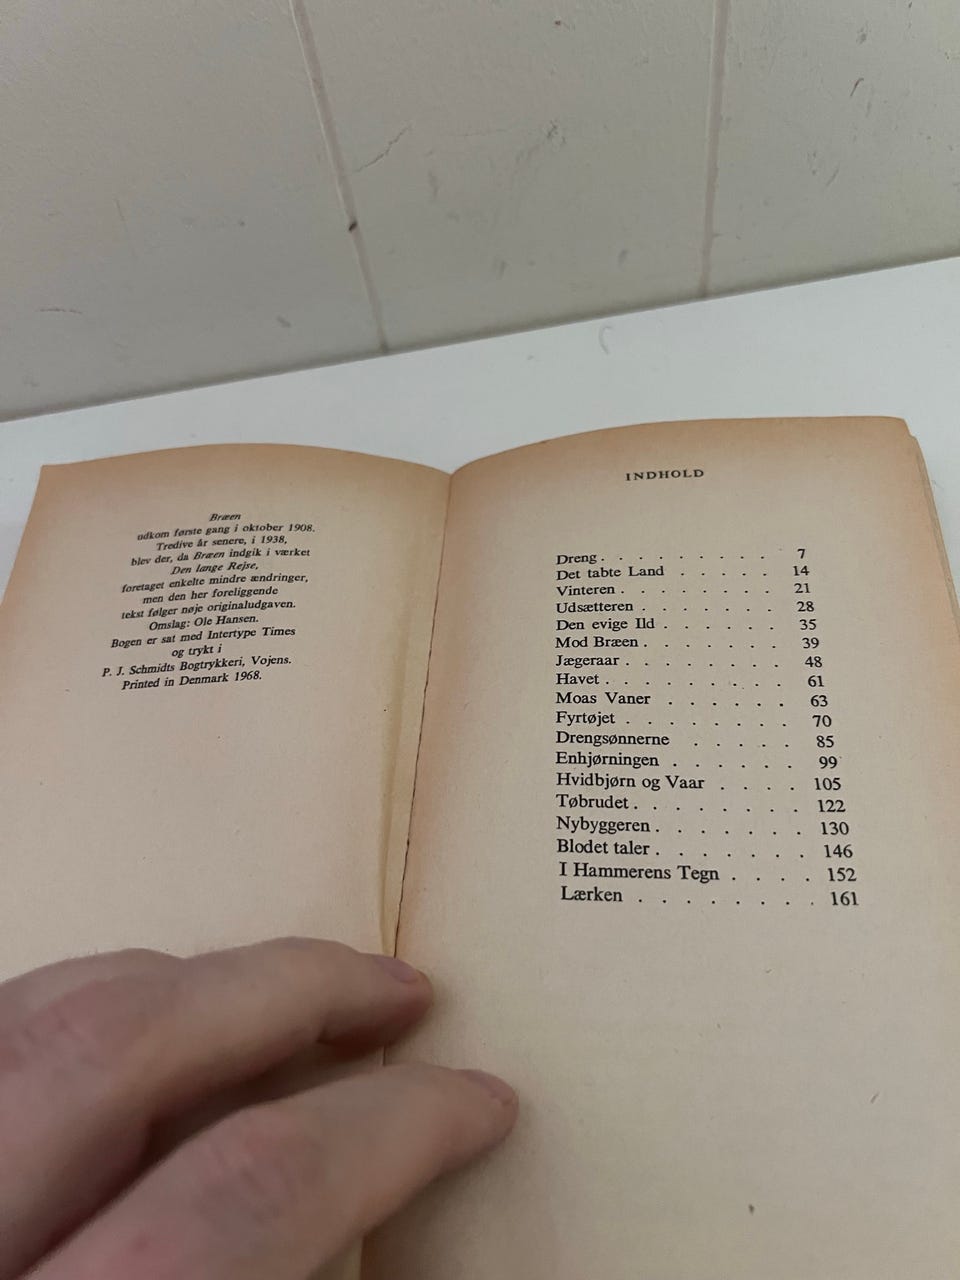 Bræen
udkom første gang i oktober 1908.
Tredive år senere, i 1938,
blev der, da Bræen indgik i værket
Den lange Rejse,
foretaget enkelte mindre ændringer,
men den her foreliggende
tekst følger nøje originaludgaven.
Omslag: Ole Hansen.
Bogen er sat med Intertype Times
og trykt i
P. J. Schmidts Bogtrykkeri, Vojens.
Printed in Denmark 1968.
INDHOLD
Dreng . . . . . . . . . 7
Det tabte Land . . . . . 14
Vinteren . . . . . . . . 21
Udsætteren . . . . . . . 28
Den evige Ild . . . . . . 35
Mod Bræen . . . . . . . 39
Jægeraar . . . . . . . . 48
Havet . . . . . . . . . 61
Moas Vaner . . . . . . 63
Fyrtøjet . . . . . . . . 70
Drengsønnerne . . . . . 85
Enhjørningen . . . . . . 99
Hvidbjørn og Vaar . . . . 105
Tøbrudet . . . . . . . . 122
Nybyggeren . . . . . . . 130
Blodet taler . . . . . . . 146
I Hammerens Tegn . . . . 152
Lærken . . . . . . . . 161